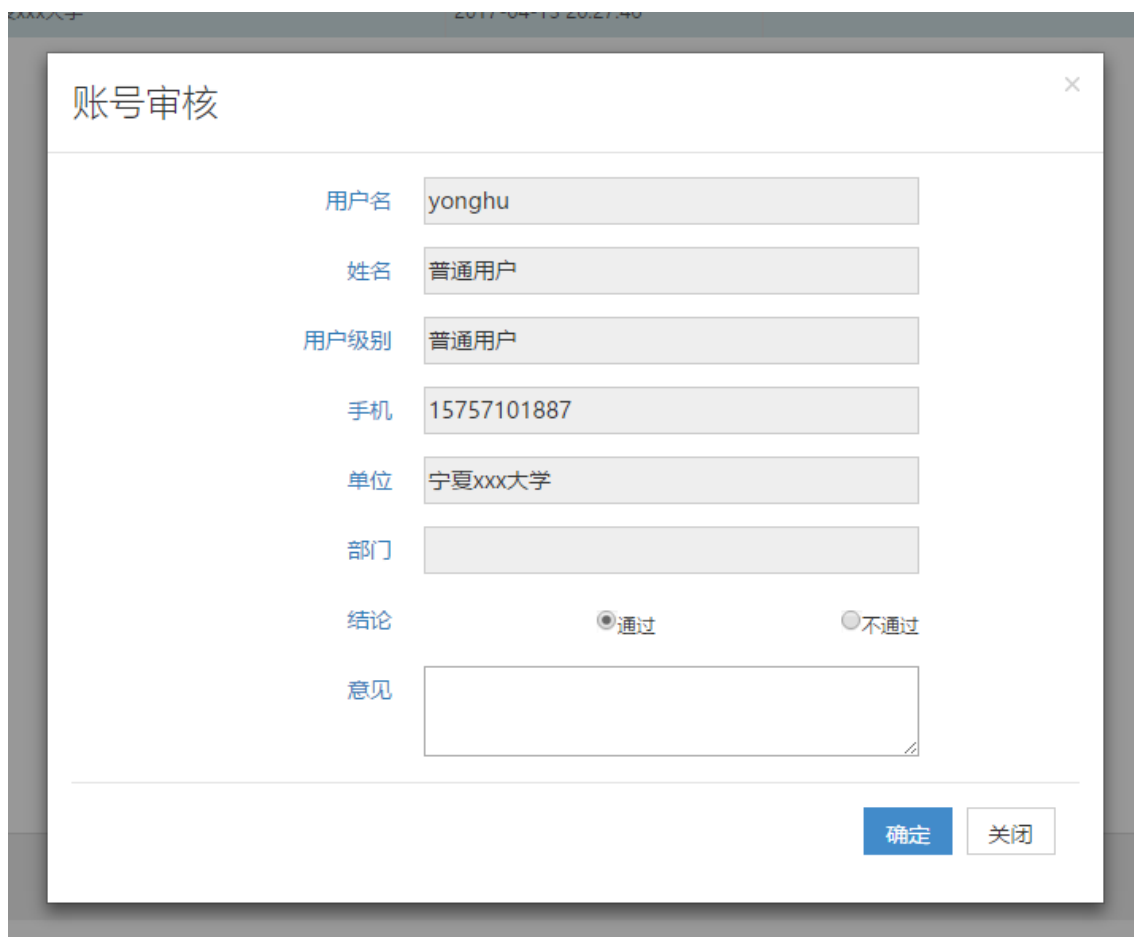 账号审核
×
用户名 yonghu
姓名 普通用户
用户级别 普通用户
手机 15757101887
单位 宁夏xxx大学
部门
结论 通过 不通过
意见
确定 关闭